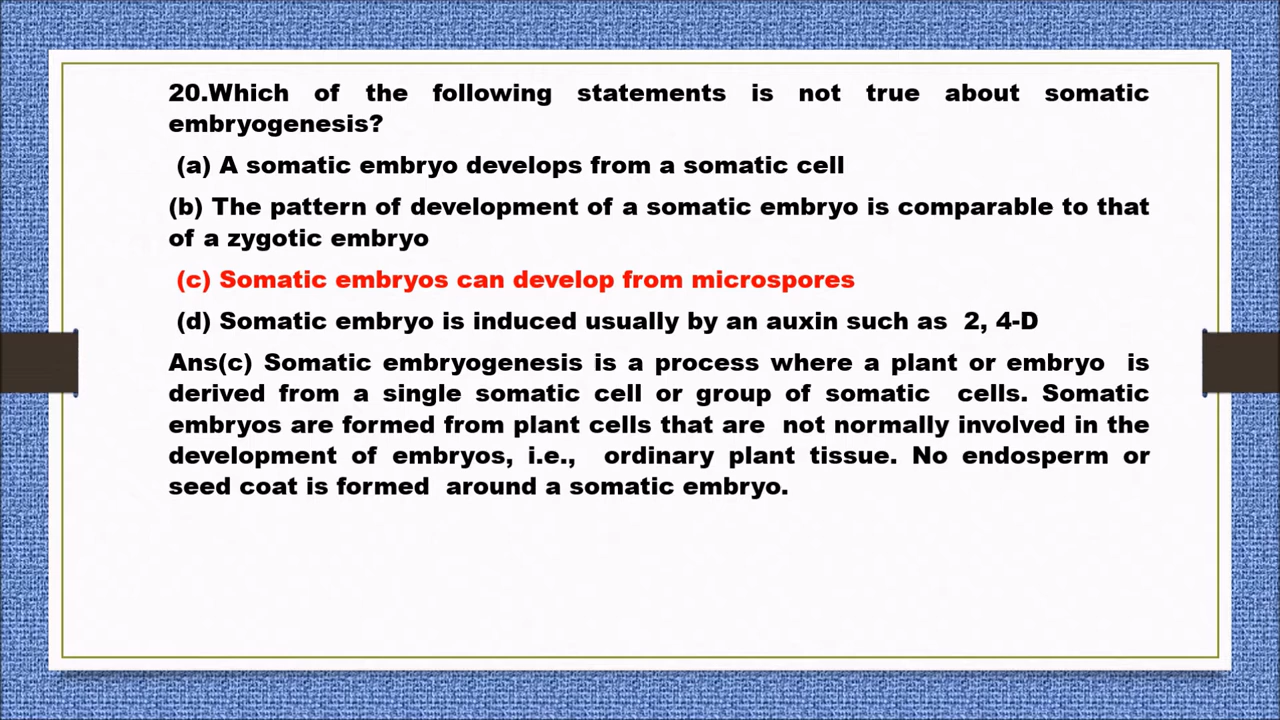 20.Which of the following statements is not true about somatic
embryogenesis?
(a) A somatic embryo develops from a somatic cell
(b) The pattern of development of a somatic embryo is comparable to that
of a zygotic embryo
(c) Somatic embryos can develop from microspores
(d) Somatic embryo is induced usually by an auxin such as 2, 4-D
Ans(c) Somatic embryogenesis is a process where a plant or embryo is
derived from a single somatic cell or group of somatic cells. Somatic
embryos are formed from plant cells that are not normally involved in the
development of embryos, i.e., ordinary plant tissue. No endosperm or
seed coat is formed around a somatic embryo.